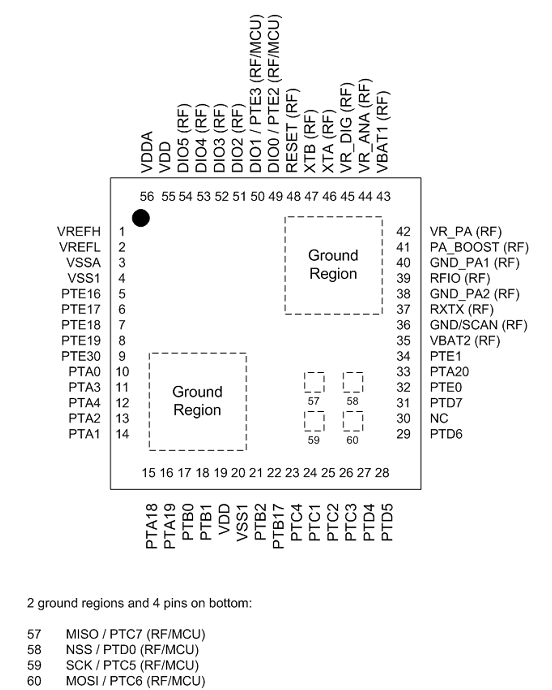 VDDA
VDD
DIO5 (RF)
DIO4 (RF)
DIO3 (RF)
DIO2 (RF)
DIO1 / PTE3 (RF/MCU)
DIO0 / PTE2 (RF/MCU)
RESET (RF)
XTB (RF)
XTA (RF)
VR_DIG (RF)
VR_ANA (RF)
VBAT1 (RF)
56 55 54 53 52 51 50 49 48 47 46 45 44 43
VREFH 1
VREFL 2
VSSA 3
VSS1 4
PTE16 5
PTE17 6
PTE18 7
PTE19 8
PTE30 9
PTA0 10
PTA3 11
PTA4 12
PTA2 13
PTA1 14
Ground
Region
42 VR_PA (RF)
41 PA_BOOST (RF)
40 GND_PA1 (RF)
39 RFIO (RF)
38 GND_PA2 (RF)
37 RXTX (RF)
36 GND/SCAN (RF)
35 VBAT2 (RF)
34 PTE1
33 PTA20
32 PTE0
31 PTD7
30 NC
29 PTD6
Ground
Region
57 58
59 60
15 16 17 18 19 20 21 22 23 24 25 26 27 28
PTA18
PTA19
PTB0
PTB1
VDD
VSS1
PTB2
PTB17
PTC4
PTC1
PTC2
PTC3
PTD4
PTD5
2 ground regions and 4 pins on bottom:
57 MISO / PTC7 (RF/MCU)
58 NSS / PTD0 (RF/MCU)
59 SCK / PTC5 (RF/MCU)
60 MOSI / PTC6 (RF/MCU)